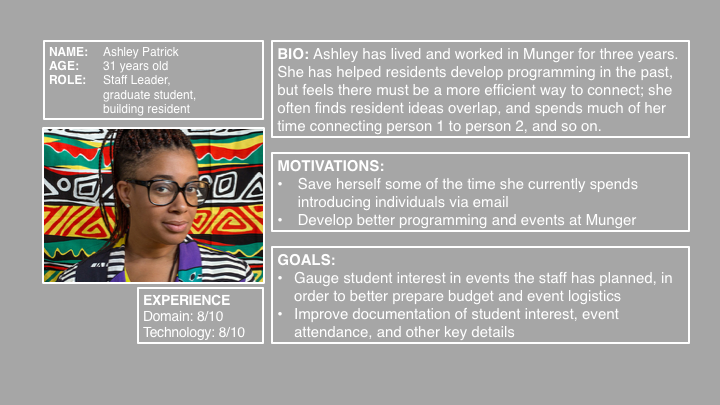 NAME: Ashley Patrick
AGE: 31 years old
ROLE: Staff Leader,
graduate student,
building resident
EXPERIENCE
Domain: 8/10
Technology: 8/10
BIO: Ashley has lived and worked in Munger for three years.
She has helped residents develop programming in the past,
but feels there must be a more efficient way to connect; she
often finds resident ideas overlap, and spends much of her
time connecting person 1 to person 2, and so on.
MOTIVATIONS:
• Save herself some of the time she currently spends
introducing individuals via email
• Develop better programming and events at Munger
GOALS:
• Gauge student interest in events the staff has planned, in
order to better prepare budget and event logistics
• Improve documentation of student interest, event
attendance, and other key details